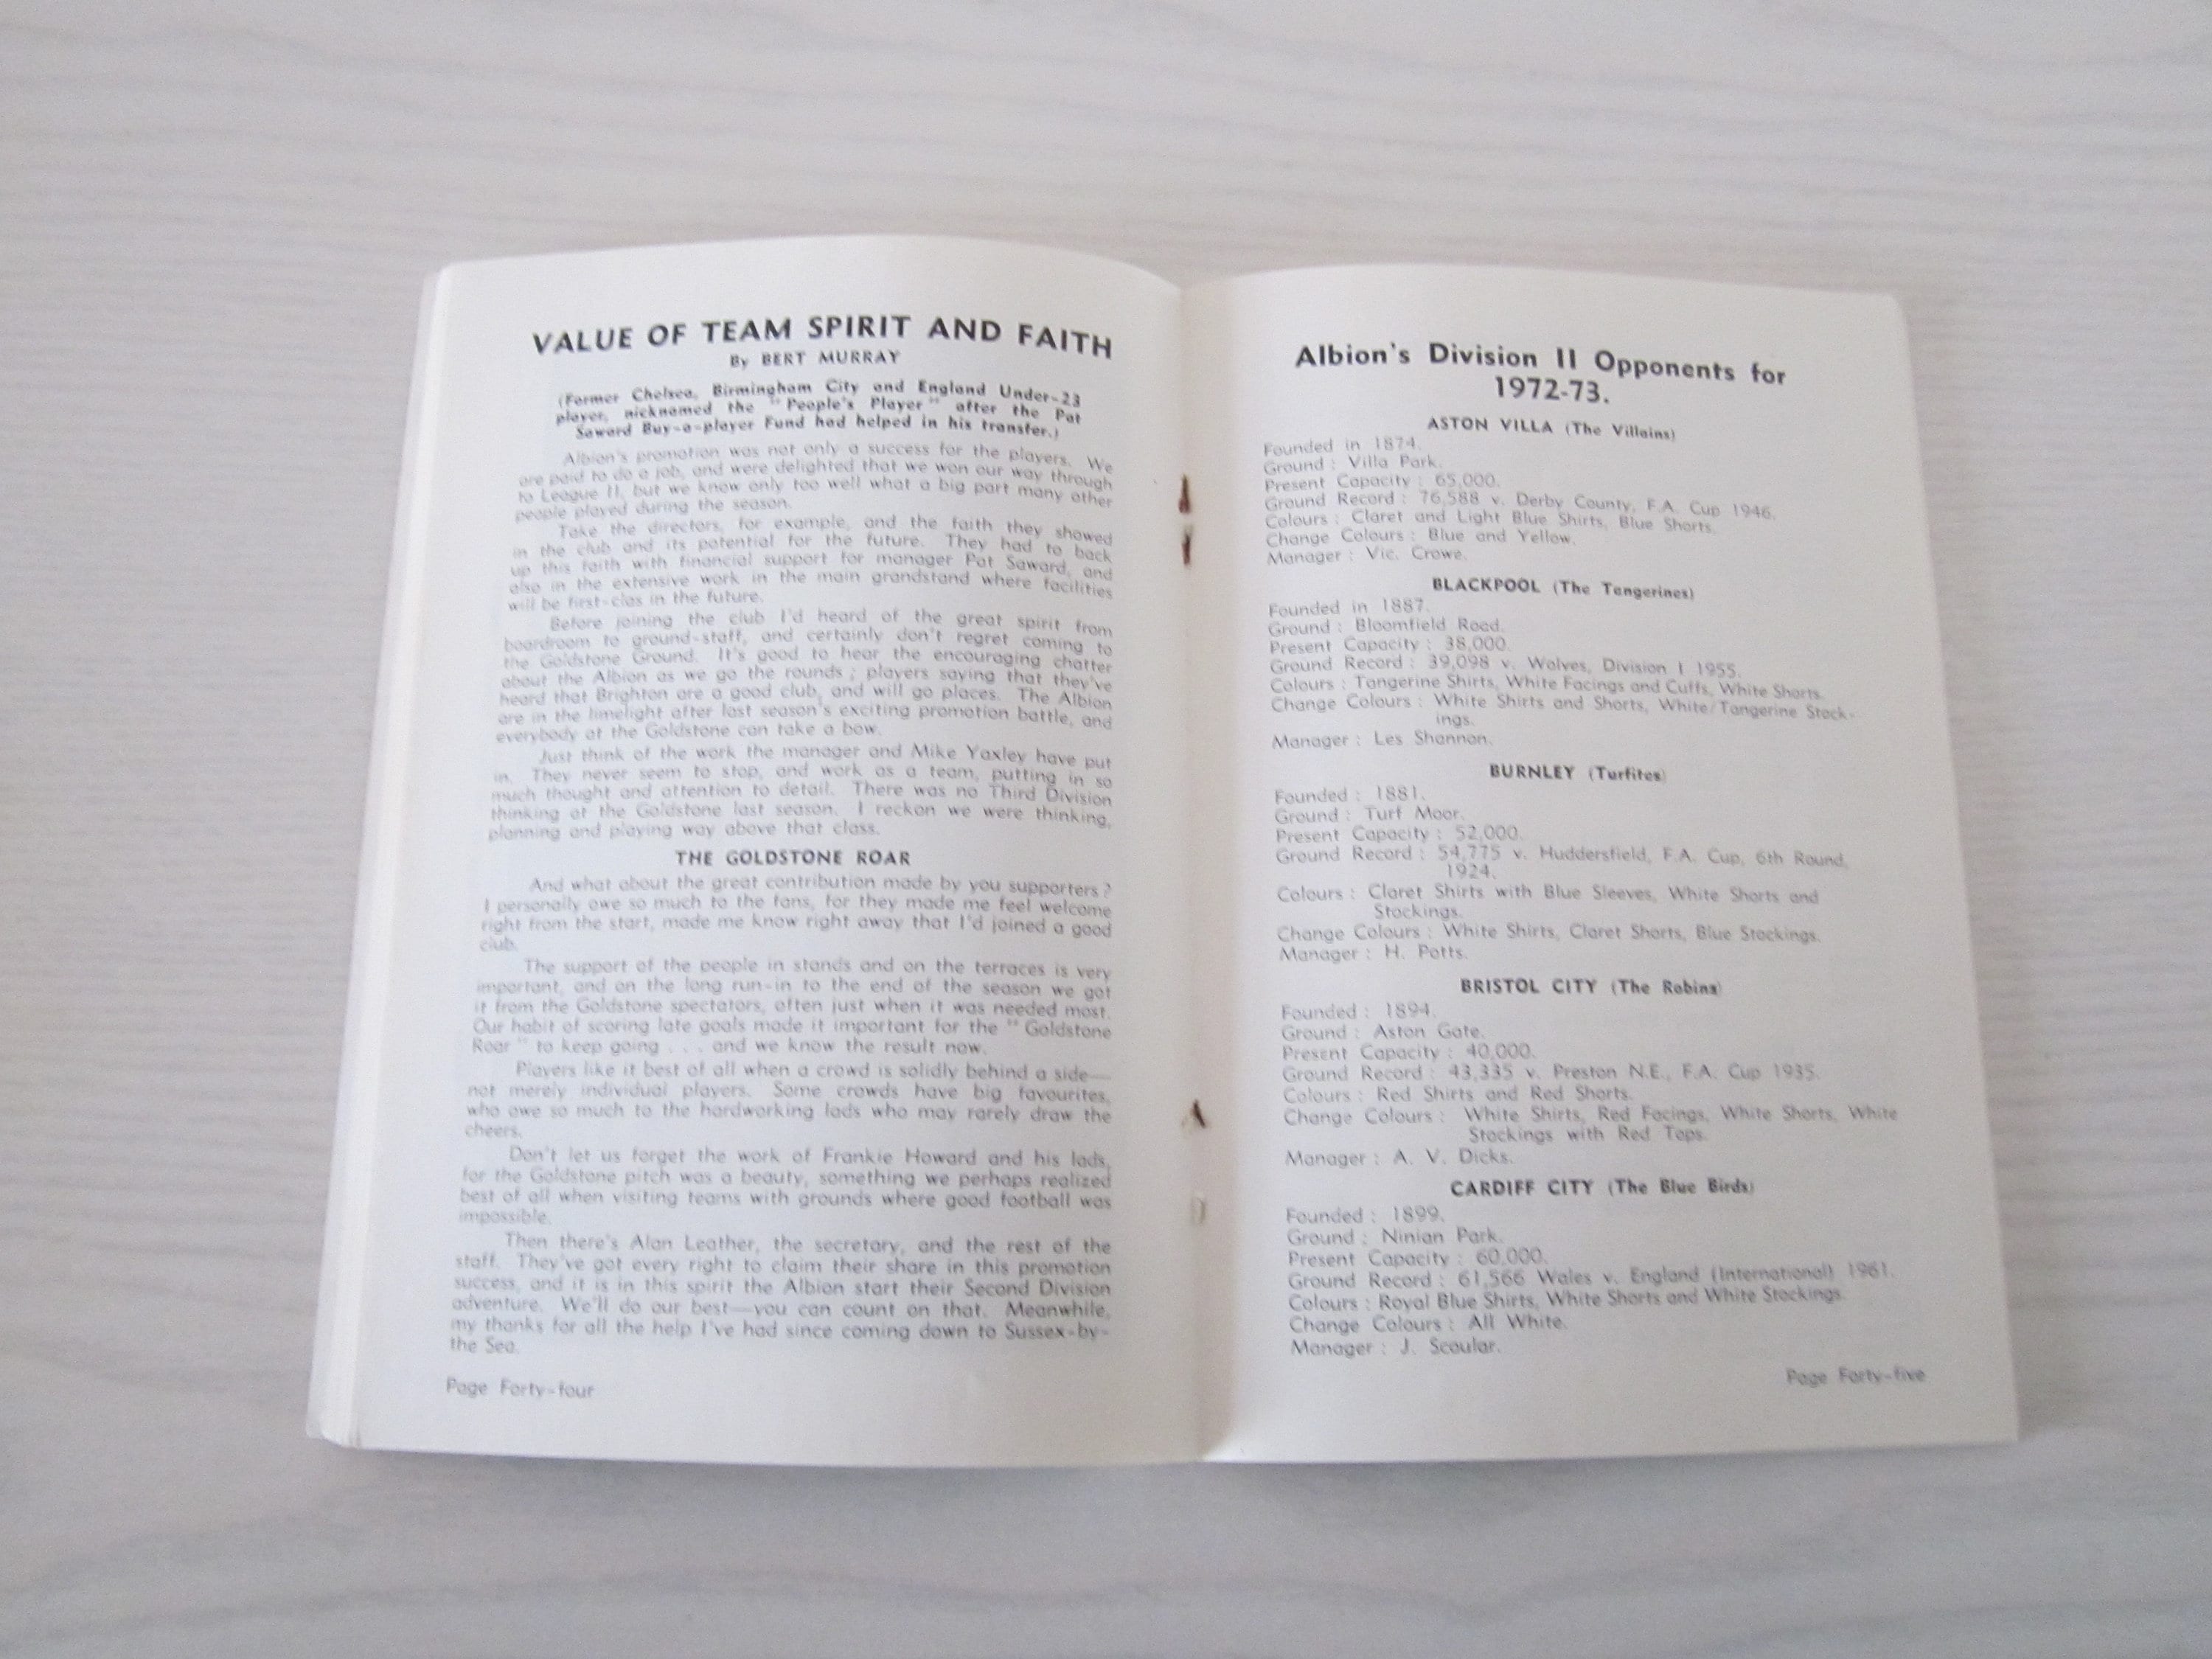 VALUE OF TEAM SPIRIT AND FAITH
By BERT MURRAY
(Former Chelsea, Birmingham City and England Under-23
player, nicknamed the "People's Player" after the Pat
Saward Buy-a-player Fund had helped in his transfer.)
Albion's promotion was not only a success for the players. We
are paid to do a job, and were delighted that we won our way through
to League II, but we know only too well what a big part many other
people played during the season.
Take the directors, for example, and the faith they showed
in the club and its potential for the future. They had to back
up this faith with financial support for manager Pat Saward, and
also in the extensive work in the main grandstand where facilities
will be first-clas in the future.
Before joining the club I'd heard of the great spirit from
boardroom to ground-staff, and certainly don't regret coming to
the Goldstone Ground. It's good to hear the encouraging chatter
about the Albion as we go the rounds; players saying that they've
heard that Brighton are a good club, and will go places. The Albion
are in the limelight after last season's exciting promotion battle, and
everybody at the Goldstone can take a bow.
Just think of the work the manager and Mike Yaxley have put
in. They never seem to stop, and work as a team, putting in so
much thought and attention to detail. There was no Third Division
thinking at the Goldstone last season. I reckon we were thinking,
planning and playing way above that class.
THE GOLDSTONE ROAR
And what about the great contribution made by you supporters?
I personally owe so much to the fans, for they made me feel welcome
right from the start, made me know right away that I'd joined a good
club.
The support of the people in stands and on the terraces is very
important, and on the long run-in to the end of the season we got
it from the Goldstone spectators, often just when it was needed most.
Our habit of scoring late goals made it important for the "Goldstone
Roar" to keep going . . . and we know the result now.
Players like it best of all when a crowd is solidly behind a side—
not merely individual players. Some crowds have big favourites,
who owe so much to the hardworking lads who may rarely draw the
cheers.
Don't let us forget the work of Frankie Howard and his lads,
for the Goldstone pitch was a beauty, something we perhaps realized
best of all when visiting teams with grounds where good football was
impossible.
Then there's Alan Leather, the secretary, and the rest of the
staff. They've got every right to claim their share in this promotion
success, and it is in this spirit the Albion start their Second Division
adventure. We'll do our best—you can count on that. Meanwhile,
my thanks for all the help I've had since coming down to Sussex-by-
the Sea.
Page Forty-four
Albion's Division II Opponents for
1972-73.
ASTON VILLA (The Villains)
Founded in 1874.
Ground : Villa Park.
Present Capacity : 65,000.
Ground Record : 76,588 v. Derby County, F.A. Cup 1946.
Colours : Claret and Light Blue Shirts, Blue Shorts.
Change Colours : Blue and Yellow.
Manager : Vic. Crowe.
BLACKPOOL (The Tangerines)
Founded in 1887.
Ground : Bloomfield Road.
Present Capacity : 38,000.
Ground Record : 39,098 v. Wolves, Division I 1955.
Colours : Tangerine Shirts, White Facings and Cuffs, White Shorts.
Change Colours : White Shirts and Shorts, White/Tangerine Stock-
ings.
Manager : Les Shannon.
BURNLEY (Turfites)
Founded : 1881.
Ground : Turf Moor.
Present Capacity : 52,000.
Ground Record : 54,775 v. Huddersfield, F.A. Cup, 6th Round,
1924.
Colours : Claret Shirts with Blue Sleeves, White Shorts and
Stockings.
Change Colours : White Shirts, Claret Shorts, Blue Stockings.
Manager : H. Potts.
BRISTOL CITY (The Robins)
Founded : 1894.
Ground : Aston Gate.
Present Capacity : 40,000.
Ground Record : 43,335 v. Preston N.E., F.A. Cup 1935.
Colours : Red Shirts and Red Shorts.
Change Colours : White Shirts, Red Facings, White Shorts, White
Stockings with Red Tops.
Manager : A. V. Dicks.
CARDIFF CITY (The Blue Birds)
Founded : 1899.
Ground : Ninian Park.
Present Capacity : 60,000.
Ground Record : 61,566 Wales v. England (International) 1961.
Colours : Royal Blue Shirts, White Shorts and White Stockings.
Change Colours : All White.
Manager : J. Scoular.
Page Forty-five